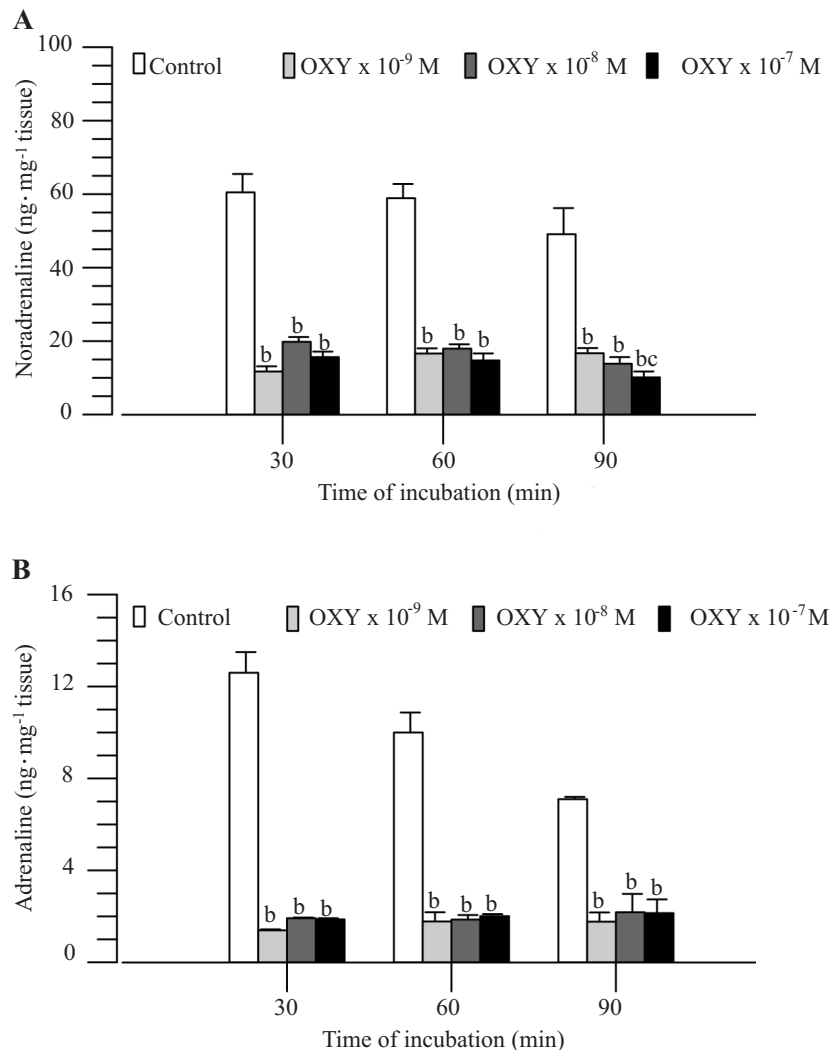 A
Noradrenaline (ng·mg⁻¹ tissue)
100
80
60
40
20
0
Control
OXY x 10⁻⁹ M
OXY x 10⁻⁸ M
OXY x 10⁻⁷ M
b
b
b
b
b
b
b
b
bc
30
60
90
Time of incubation (min)
B
Adrenaline (ng·mg⁻¹ tissue)
16
12
8
4
0
Control
OXY x 10⁻⁹ M
OXY x 10⁻⁸ M
OXY x 10⁻⁷ M
b
b
b
b
b
b
b
b
b
30
60
90
Time of incubation (min)